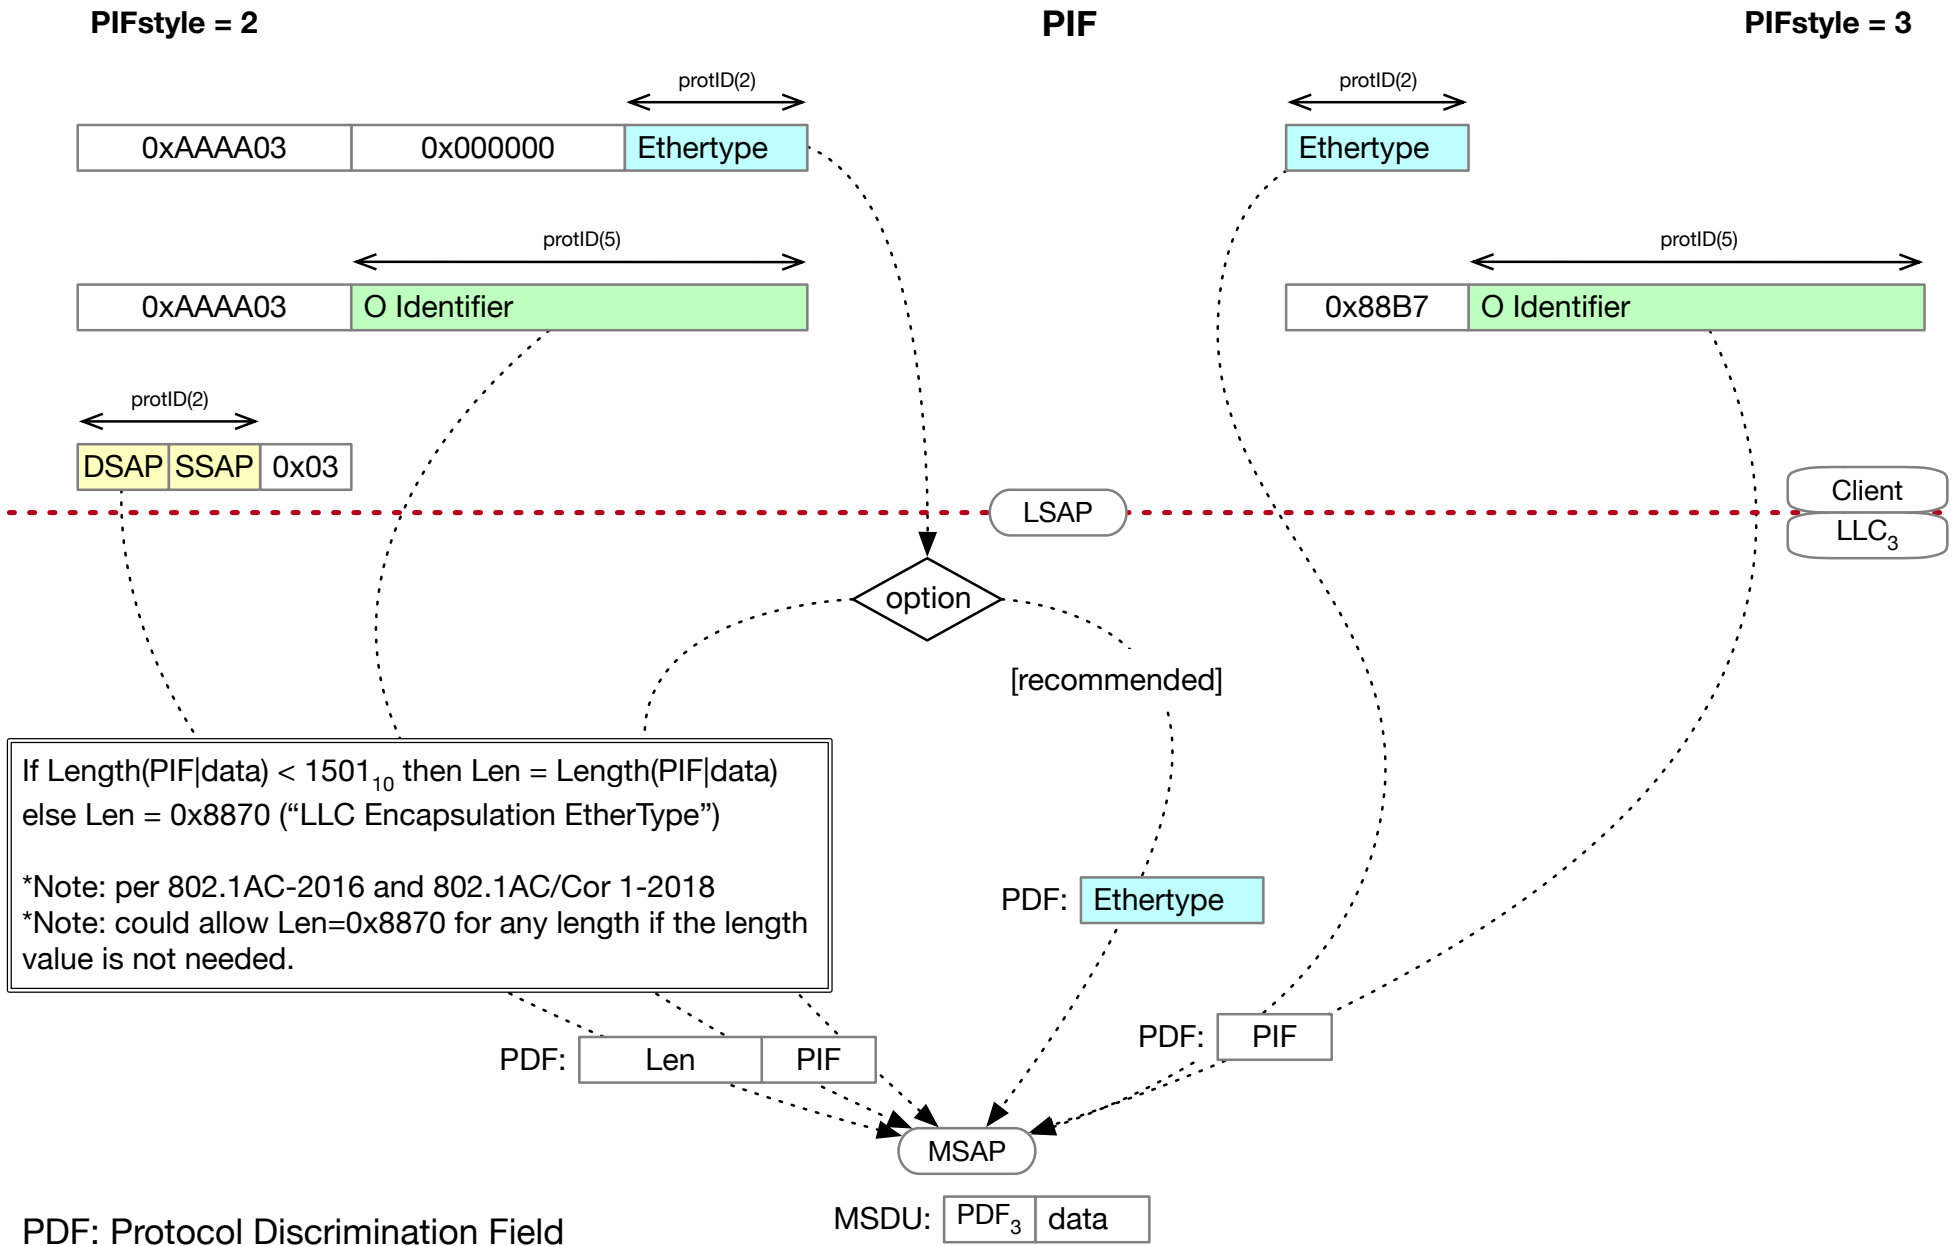 PIFstyle = 2
PIF
PIFstyle = 3
protID(2)
protID(2)
0xAAAA03
0x000000
Ethertype
Ethertype
protID(5)
protID(5)
0xAAAA03
O Identifier
0x88B7
O Identifier
protID(2)
DSAP
SSAP
0x03
Client
LSAP
LLC3
option
[recommended]
If Length(PIF|data) < 1501₁₀ then Len = Length(PIF|data)
else Len = 0x8870 (“LLC Encapsulation EtherType”)
*Note: per 802.1AC-2016 and 802.1AC/Cor 1-2018
*Note: could allow Len=0x8870 for any length if the length
value is not needed.
PDF: Ethertype
PDF: PIF
PDF: Len PIF
MSAP
MSDU: PDF₃ data
PDF: Protocol Discrimination Field